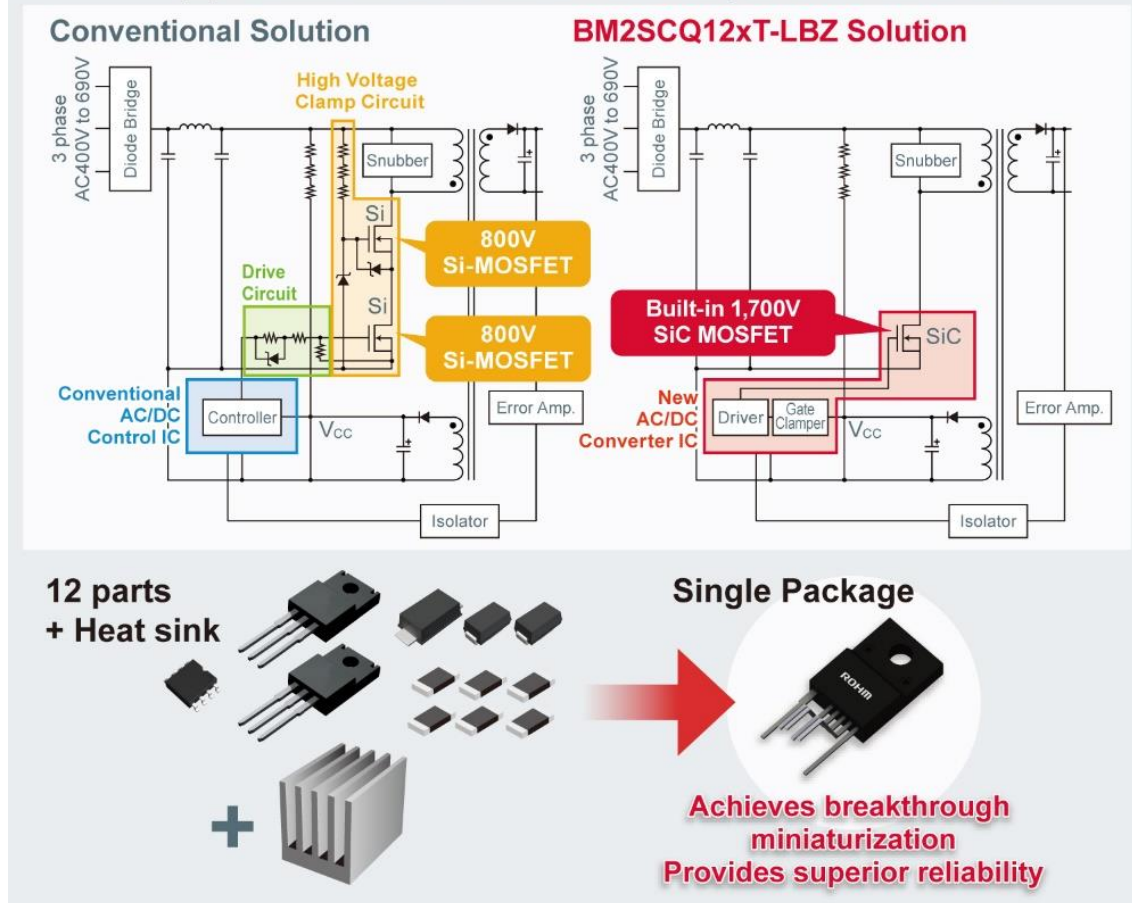 Conventional Solution
BM2SCQ12xT-LBZ Solution
3 phase
AC400V to 690V
Diode Bridge
High Voltage
Clamp Circuit
Snubber
Si
800V
Si-MOSFET
Drive
Circuit
Si
800V
Si-MOSFET
Conventional
AC/DC
Control IC
Controller
Vcc
Error Amp.
Isolator
3 phase
AC400V to 690V
Diode Bridge
Snubber
Built-in 1,700V
SiC MOSFET
SiC
New
AC/DC
Converter IC
Driver
Gate
Clamper
Vcc
Error Amp.
Isolator
12 parts
+ Heat sink
+
Single Package
ROHM
Achieves breakthrough
miniaturization
Provides superior reliability